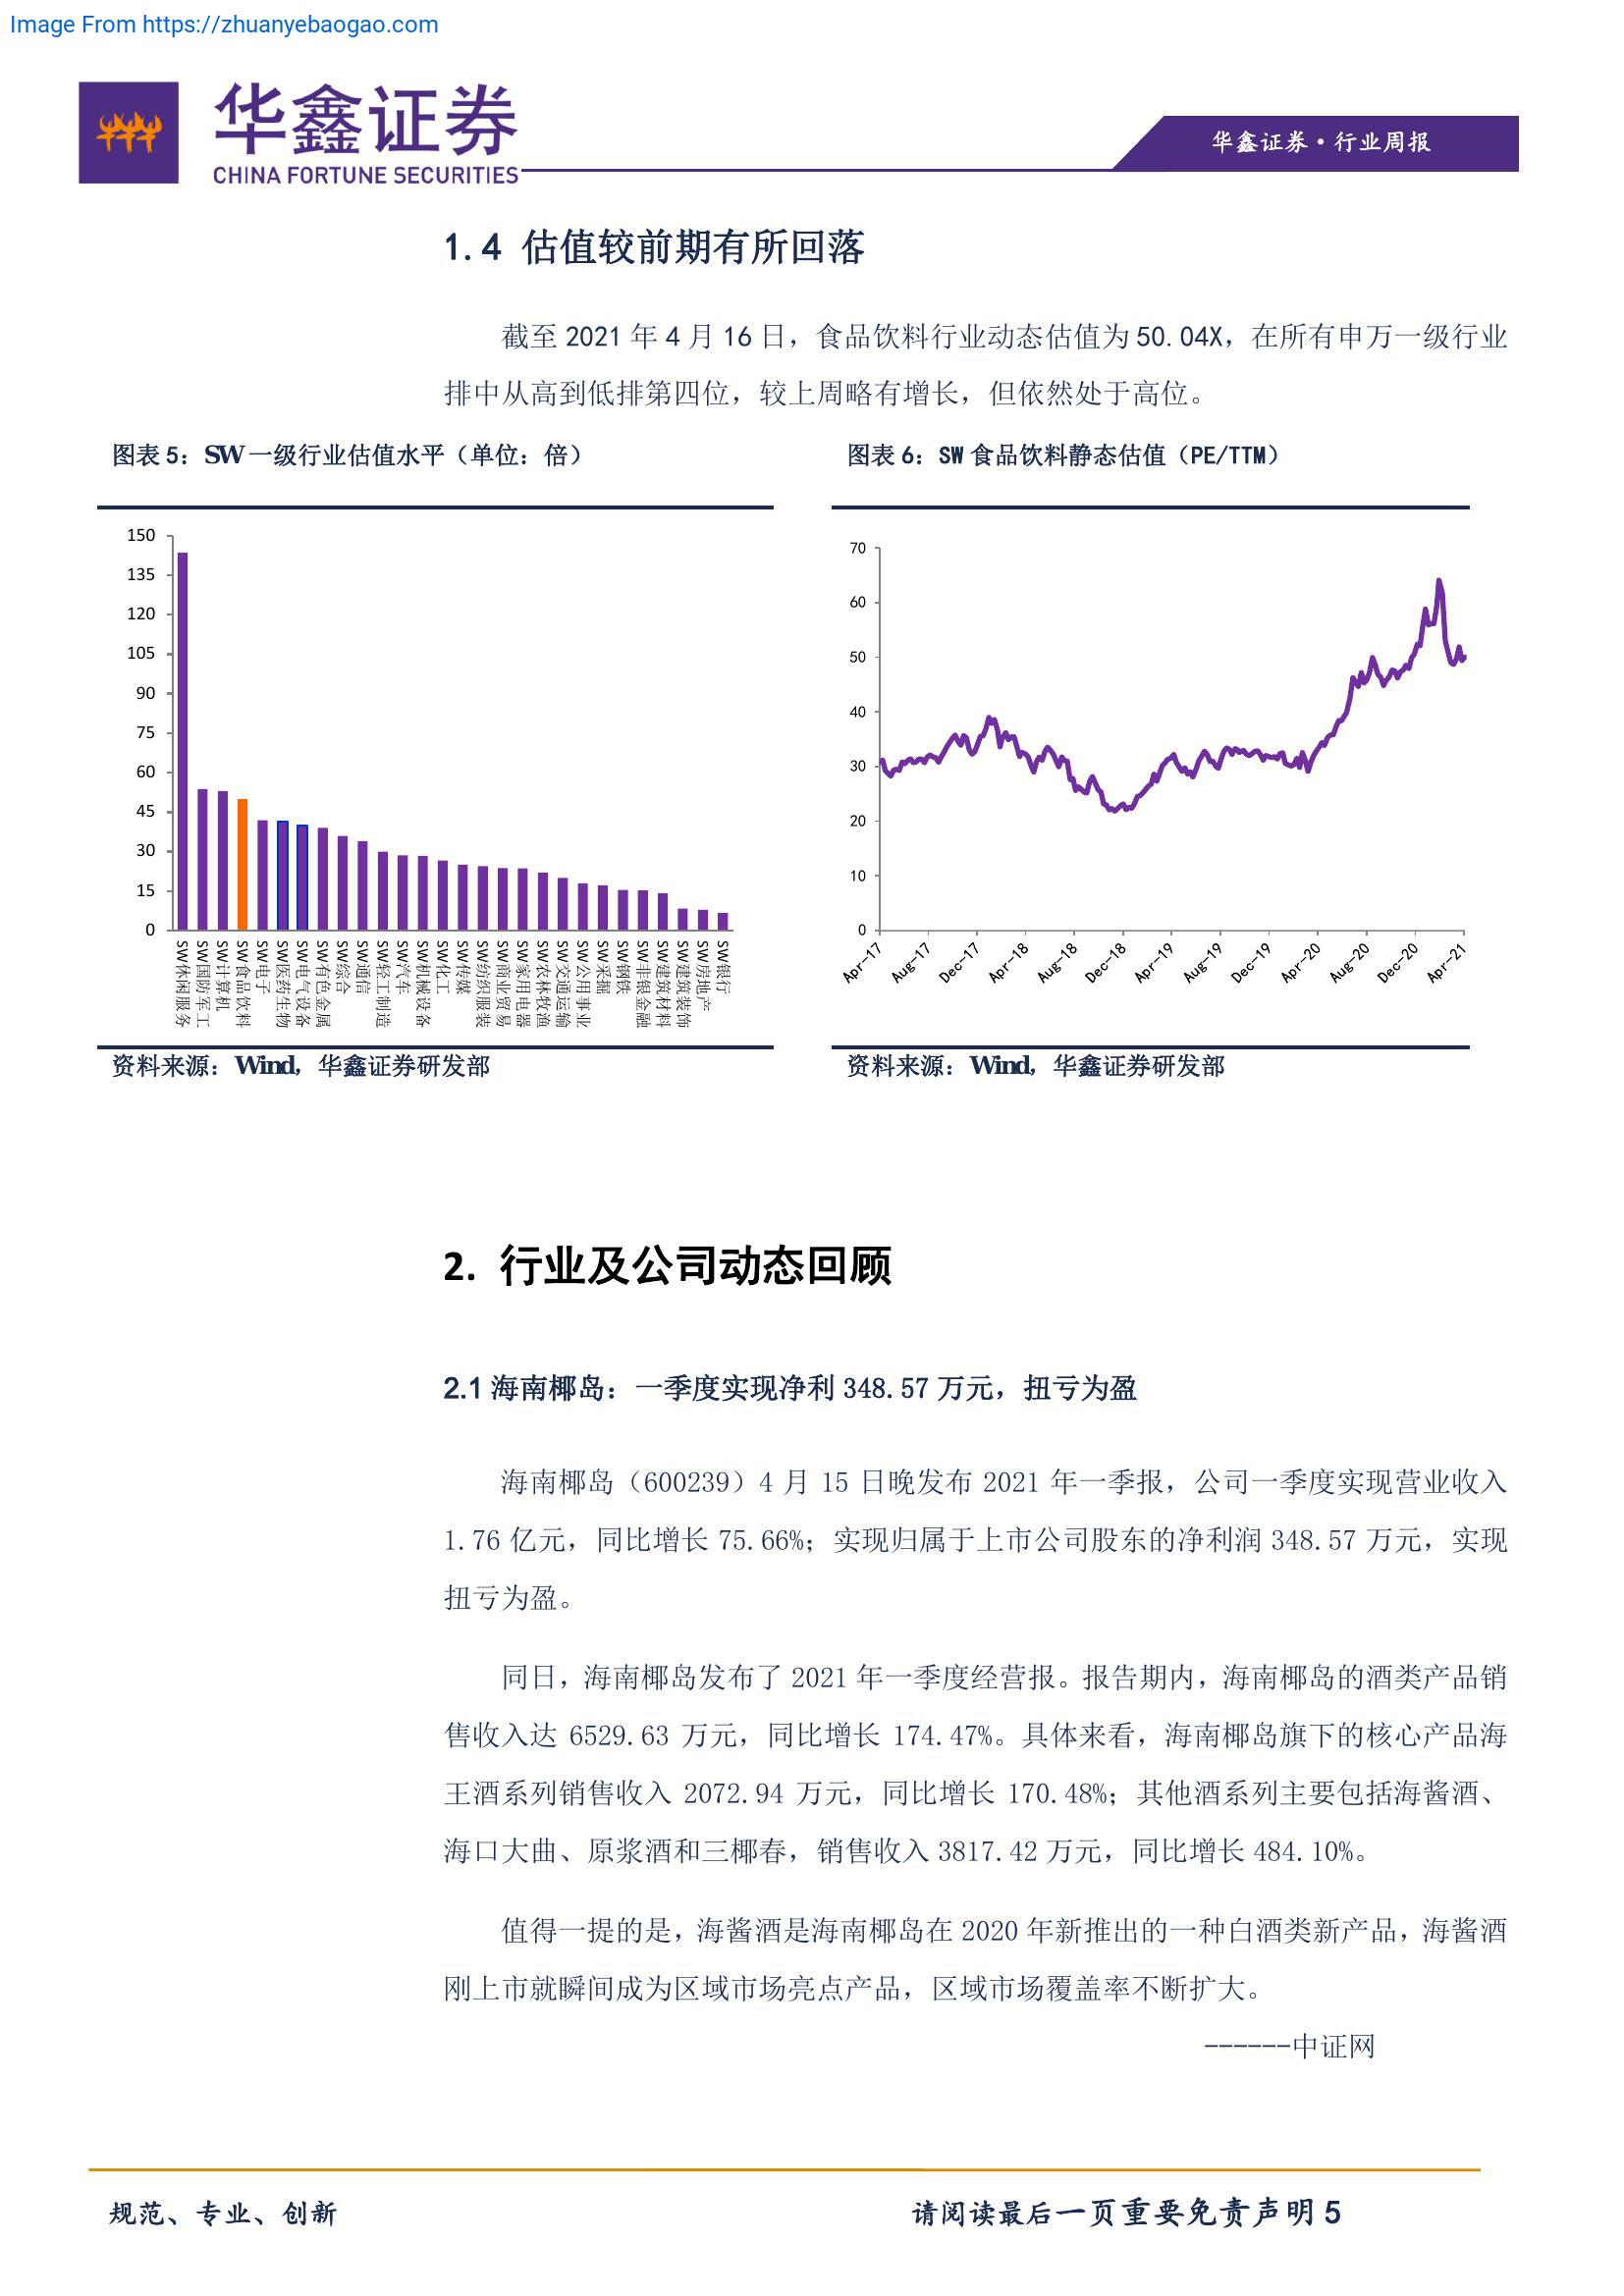 Image From https://zhuanyebaogao.com
华鑫证券
CHINA FORTUNE SECURITIES
华鑫证券·行业周报
1.4 估值较前期有所回落
截至 2021 年 4 月 16 日，食品饮料行业动态估值为 50.04X，在所有申万一级行业
排中从高到低排第四位，较上周略有增长，但依然处于高位。
图表 5：SW 一级行业估值水平（单位：倍）
150
135
120
105
90
75
60
45
30
15
0
SW休闲服务
SW国防军工
SW计算机
SW食品饮料
SW电子
SW医药生物
SW电气设备
SW有色金属
SW综合
SW通信
SW轻工制造
SW汽车
SW机械设备
SW化工
SW传媒
SW纺织服装
SW商业贸易
SW家用电器
SW农林牧渔
SW交通运输
SW公用事业
SW采掘
SW钢铁
SW非银金融
SW建筑材料
SW建筑装饰
SW房地产
SW银行
资料来源：Wind，华鑫证券研发部
图表 6：SW 食品饮料静态估值（PE/TTM）
70
60
50
40
30
20
10
0
Apr-17
Aug-17
Dec-17
Apr-18
Aug-18
Dec-18
Apr-19
Aug-19
Dec-19
Apr-20
Aug-20
Dec-20
Apr-21
资料来源：Wind，华鑫证券研发部
2. 行业及公司动态回顾
2.1 海南椰岛：一季度实现净利 348.57 万元，扭亏为盈
海南椰岛（600239）4 月 15 日晚发布 2021 年一季报，公司一季度实现营业收入
1.76 亿元，同比增长 75.66%；实现归属于上市公司股东的净利润 348.57 万元，实现
扭亏为盈。
同日，海南椰岛发布了 2021 年一季度经营报。报告期内，海南椰岛的酒类产品销
售收入达 6529.63 万元，同比增长 174.47%。具体来看，海南椰岛旗下的核心产品海
王酒系列销售收入 2072.94 万元，同比增长 170.48%；其他酒系列主要包括海酱酒、
海口大曲、原浆酒和三椰春，销售收入 3817.42 万元，同比增长 484.10%。
值得一提的是，海酱酒是海南椰岛在 2020 年新推出的一种白酒类新产品，海酱酒
刚上市就瞬间成为区域市场亮点产品，区域市场覆盖率不断扩大。
------中证网
规范、专业、创新
请阅读最后一页重要免责声明 5